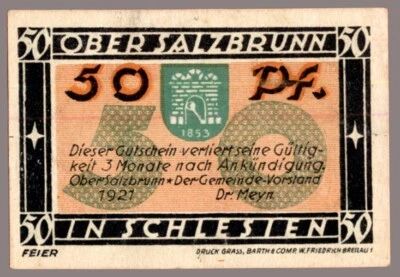 50 OBER SALZBRUNN 50
50 Pf.
50
1853
Dieser Gutschein verliert seine Gültig-
keit 3 Monate nach Ankündigung.
Ober Salzbrunn * Der Gemeinde-Vorstand
1921 Dr. Meyn
50 IN SCHLESIEN 50
FEIER DRUCK GRASS, BARTH & COMP. W. FRIEDRICH BRESLAU I